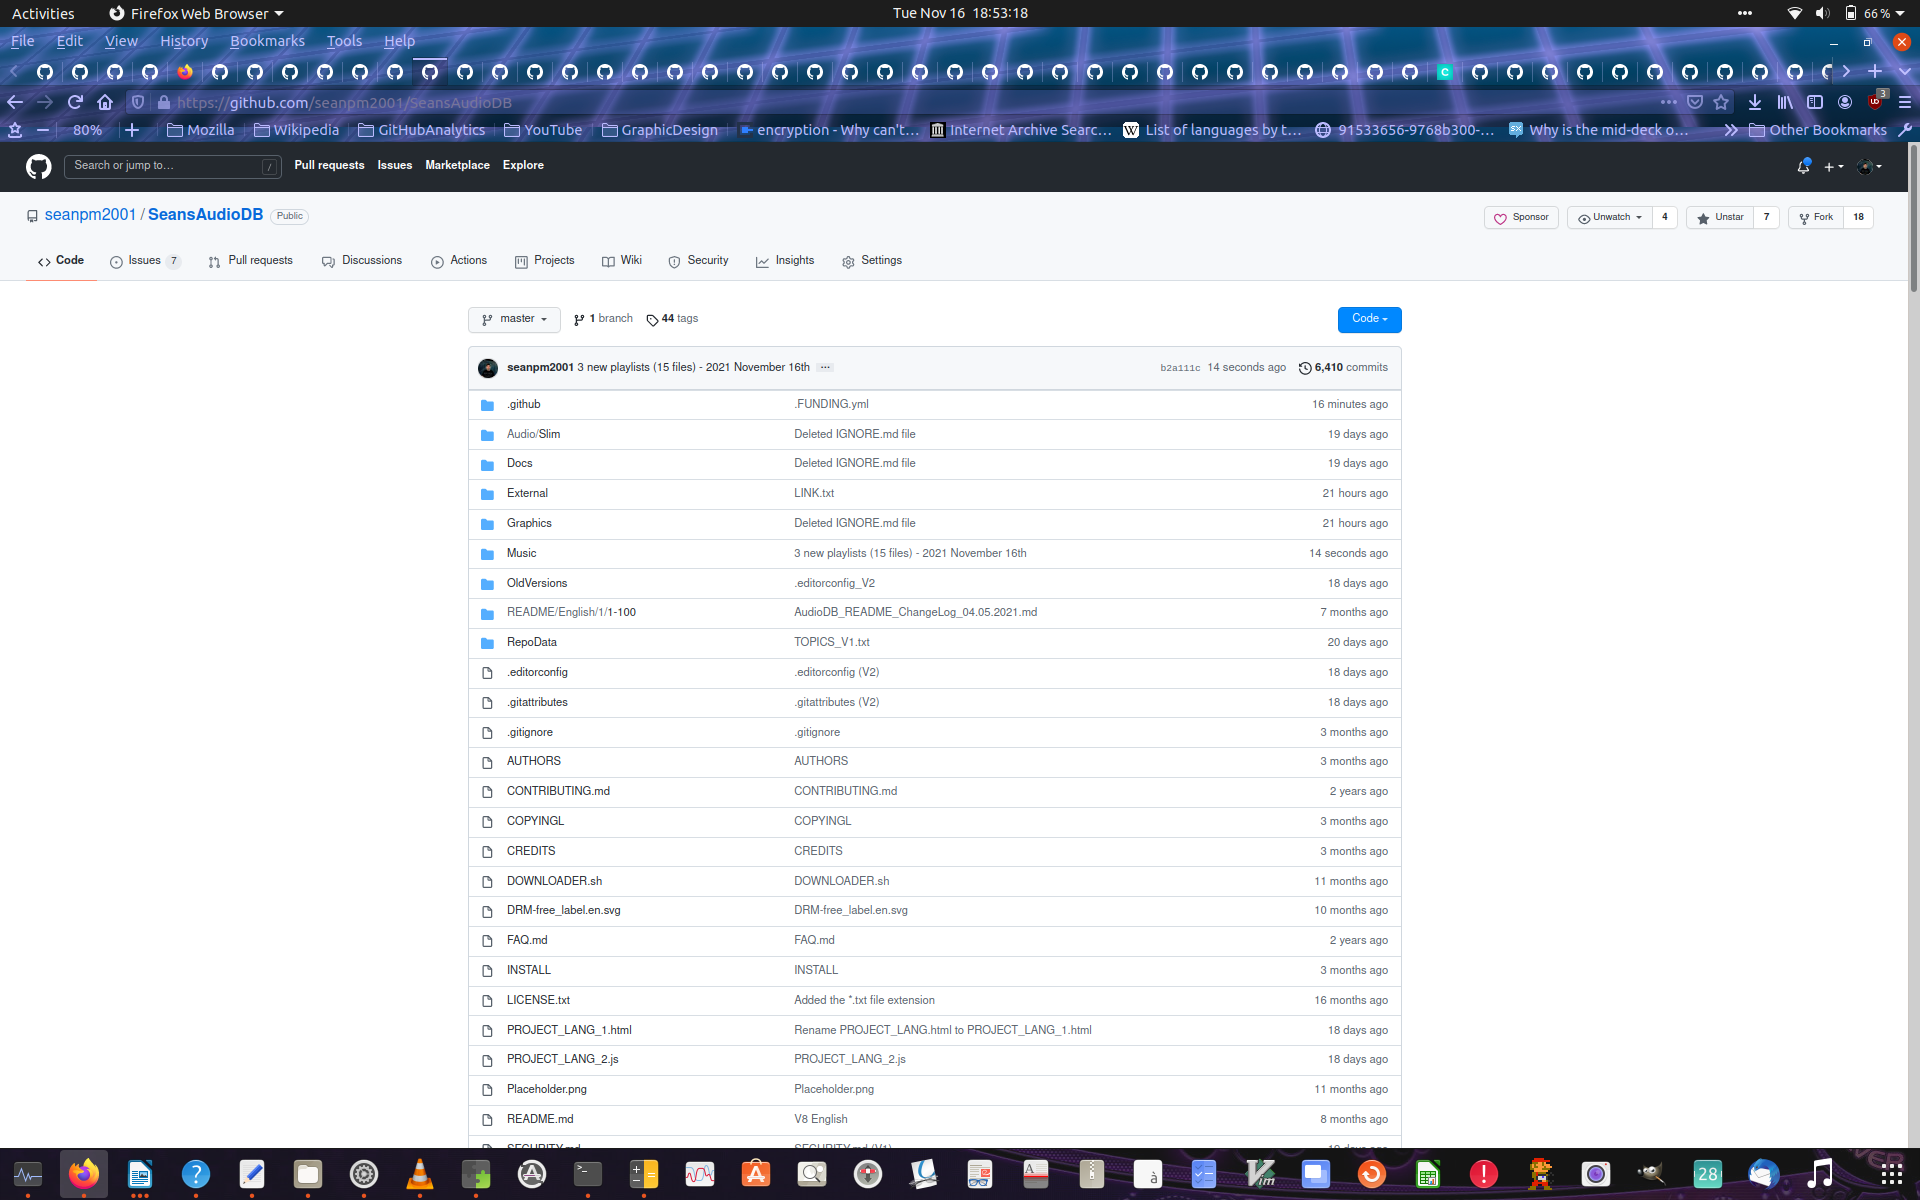 Activities Firefox Web Browser Tue Nov 16 18:53:18 66 %
File Edit View History Bookmarks Tools Help
https://github.com/seanpm2001/SeansAudioDB 3
80% Mozilla Wikipedia GitHubAnalytics YouTube GraphicDesign encryption - Why can't… Internet Archive Searc… List of languages by t… 91533656-9768b300-… Why is the mid-deck o… Other Bookmarks
Search or jump to… / Pull requests Issues Marketplace Explore
seanpm2001 / SeansAudioDB Public Sponsor Unwatch 4 Unstar 7 Fork 18
Code Issues 7 Pull requests Discussions Actions Projects Wiki Security Insights Settings
master 1 branch 44 tags Code
seanpm2001 3 new playlists (15 files) - 2021 November 16th … b2a111c 14 seconds ago 6,410 commits
.github .FUNDING.yml 16 minutes ago
Audio/Slim Deleted IGNORE.md file 19 days ago
Docs Deleted IGNORE.md file 19 days ago
External LINK.txt 21 hours ago
Graphics Deleted IGNORE.md file 21 hours ago
Music 3 new playlists (15 files) - 2021 November 16th 14 seconds ago
OldVersions .editorconfig_V2 18 days ago
README/English/1/1-100 AudioDB_README_ChangeLog_04.05.2021.md 7 months ago
RepoData TOPICS_V1.txt 20 days ago
.editorconfig .editorconfig (V2) 18 days ago
.gitattributes .gitattributes (V2) 18 days ago
.gitignore .gitignore 3 months ago
AUTHORS AUTHORS 3 months ago
CONTRIBUTING.md CONTRIBUTING.md 2 years ago
COPYINGL COPYINGL 3 months ago
CREDITS CREDITS 3 months ago
DOWNLOADER.sh DOWNLOADER.sh 11 months ago
DRM-free_label.en.svg DRM-free_label.en.svg 10 months ago
FAQ.md FAQ.md 2 years ago
INSTALL INSTALL 3 months ago
LICENSE.txt Added the *.txt file extension 16 months ago
PROJECT_LANG_1.html Rename PROJECT_LANG.html to PROJECT_LANG_1.html 18 days ago
PROJECT_LANG_2.js PROJECT_LANG_2.js 18 days ago
Placeholder.png Placeholder.png 11 months ago
README.md V8 English 8 months ago
SECURITY.md SECURITY.md (V1)
28